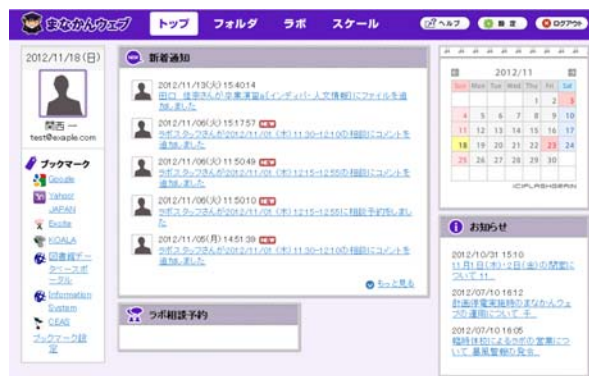 まなかんウェブ
トップ
フォルダ
ラボ
スケール
ヘルプ
設定
ログアウト
2012/11/18(日)
関西 一
test@exaple.com
ブックマーク
Google
Yahoo!
JAPAN
Excite
KOALA
図書館デー
タベースポ
ータル
Information
System
CEAS
ブックマーク設
定
新着通知
2012/11/13(火) 15:40:14
田口 佳奈さんが卒業演習a[インディバ・人文情報]にファイルを追
加しました
2012/11/06(火) 15:17:57 NEW
ラボスタッフさんが2012/11/01 (木) 11:30-12:10の相談にコメントを
追加しました
2012/11/06(火) 11:50:49 NEW
ラボスタッフさんが2012/11/01 (木) 12:15-12:55の相談にコメントを
追加しました
2012/11/06(火) 11:50:10 NEW
ラボスタッフさんが2012/11/01 (木) 12:15-12:55に相談予約をしまし
た
2012/11/05(月) 14:51:39 NEW
ラボスタッフさんが2012/11/01 (木) 11:30-12:10の相談にコメントを
追加しました
もっと見る
ラボ相談予約
2012/11
Sun Mon Tue Wed Thu Fri Sat
1 2 3
4 5 6 7 8 9 10
11 12 13 14 15 16 17
18 19 20 21 22 23 24
25 26 27 28 29 30
(C)FLASHGEAR
お知らせ
2012/10/31 15:10
11月1日(木)・2日(金)の閉室に
ついて 11...
2012/07/10 16:12
計画停電実施時のまなかんウェ
ブの運用について 千...
2012/07/10 16:05
臨時休校によるラボの営業につ
いて 暴風警報の発令...